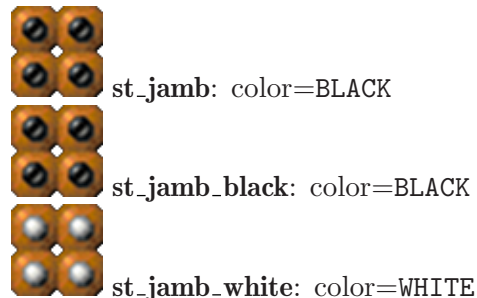 st_jamb: color=BLACK
st_jamb_black: color=BLACK
st_jamb_white: color=WHITE